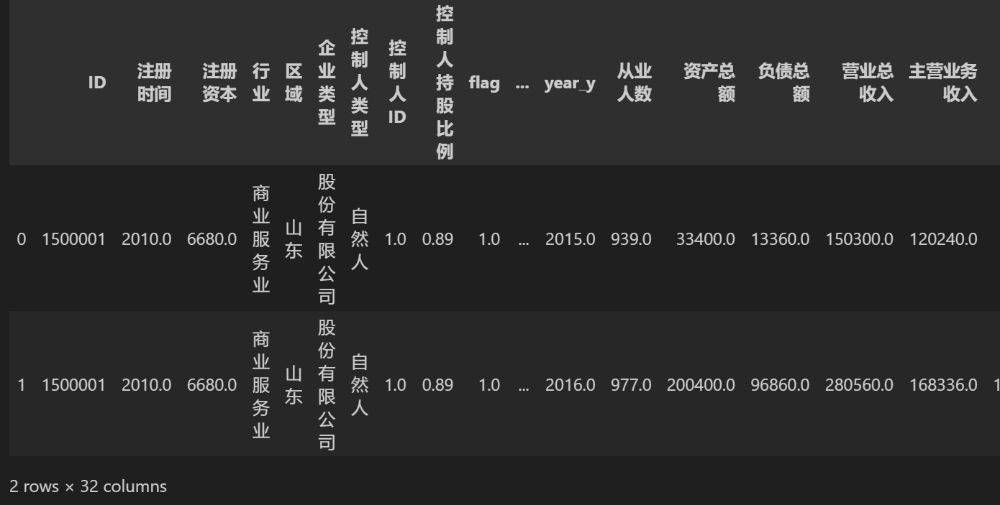 ID 注册时间 注册资本 行业 区域 企业类型 控制人类型 控制人ID 控制人持股比例 flag ... year_y 从业人数 资产总额 负债总额 营业总收入 主营业务收入
0 1500001 2010.0 6680.0 商业服务业 山东 股份有限公司 自然人 1.0 0.89 1.0 ... 2015.0 939.0 33400.0 13360.0 150300.0 120240.0
1 1500001 2010.0 6680.0 商业服务业 山东 股份有限公司 自然人 1.0 0.89 1.0 ... 2016.0 977.0 200400.0 96860.0 280560.0 168336.0
2 rows × 32 columns